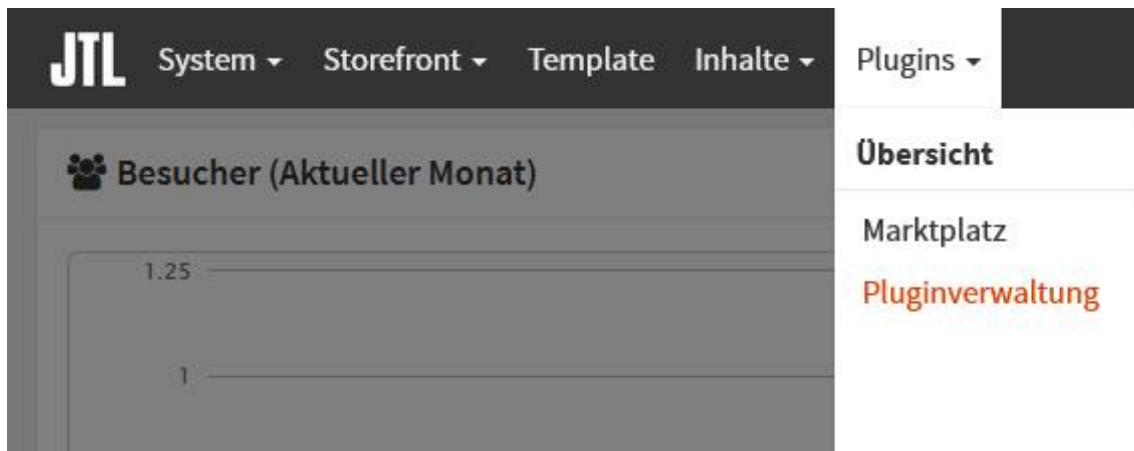 JTL System Storefront Template Inhalte Plugins
Besucher (Aktueller Monat)
1.25
1
Übersicht
Marktplatz
Pluginverwaltung